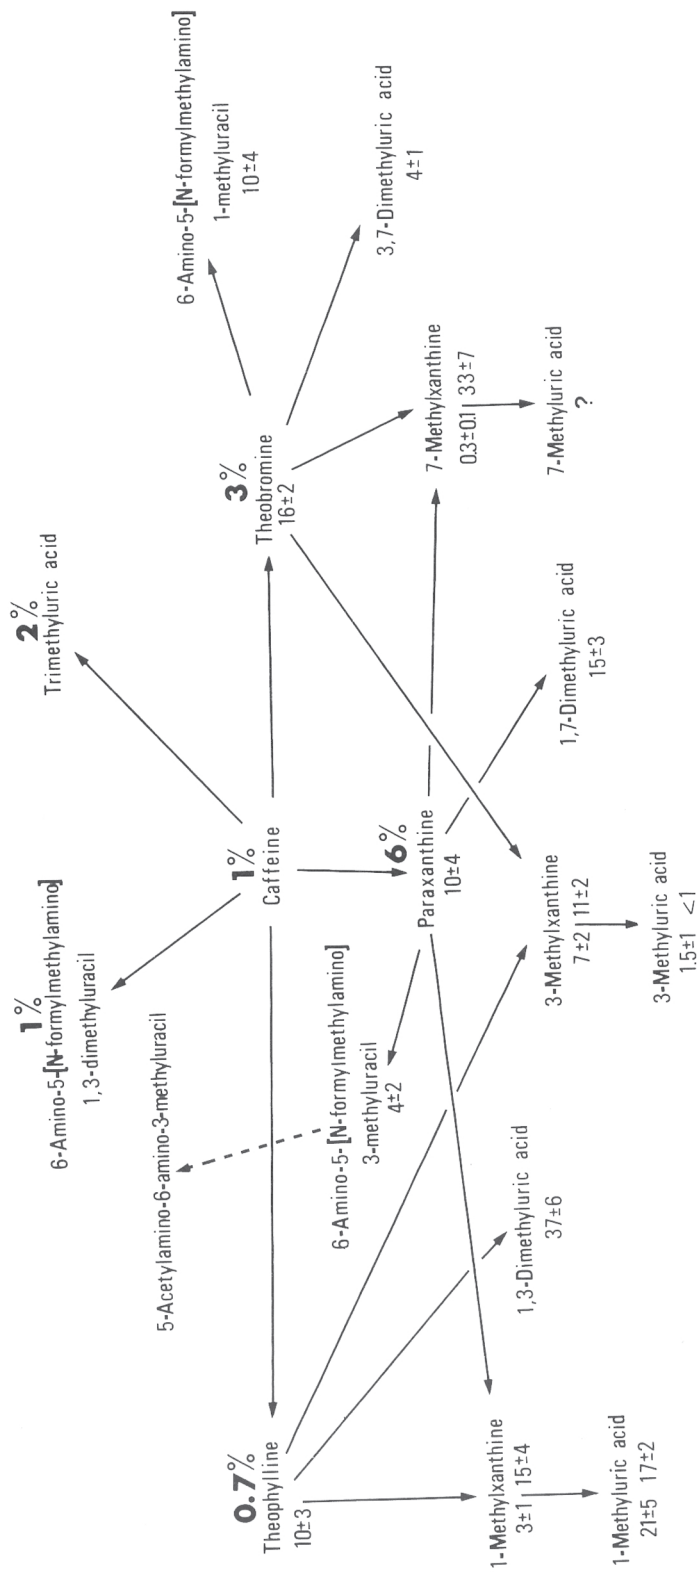 2%
Trimethyluric acid
1%
6-Amino-5-[N-formylmethylamino]
1,3-dimethyluracil
6-Amino-5-[N-formylmethylamino]
1-methyluracil
10±4
5-Acetylamino-6-amino-3-methyluracil
0.7%
Theophylline
10±3
1%
Caffeine
3%
Theobromine
16±2
6-Amino-5-[N-formylmethylamino]
3-methyluracil
4±2
6%
Paraxanthine
10±4
3,7-Dimethyluric acid
4±1
7-Methylxanthine
0.3±0.1 33±7
1-Methylxanthine
3±1 15±4
1,3-Dimethyluric acid
37±6
3-Methylxanthine
7±2 11±2
1,7-Dimethyluric acid
15±3
7-Methyluric acid
?
1-Methyluric acid
21±5 17±2
3-Methyluric acid
1.5±1 <1